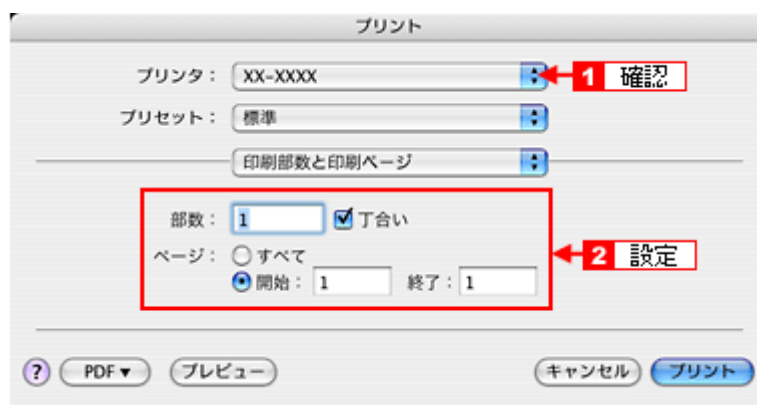 プリント
プリンタ： XX-XXXX 1 確認
プリセット： 標準
印刷部数と印刷ページ
部数： 1 丁合い
ページ： すべて
開始： 1 終了： 1
2 設定
? PDF▼ プレビュー キャンセル プリント